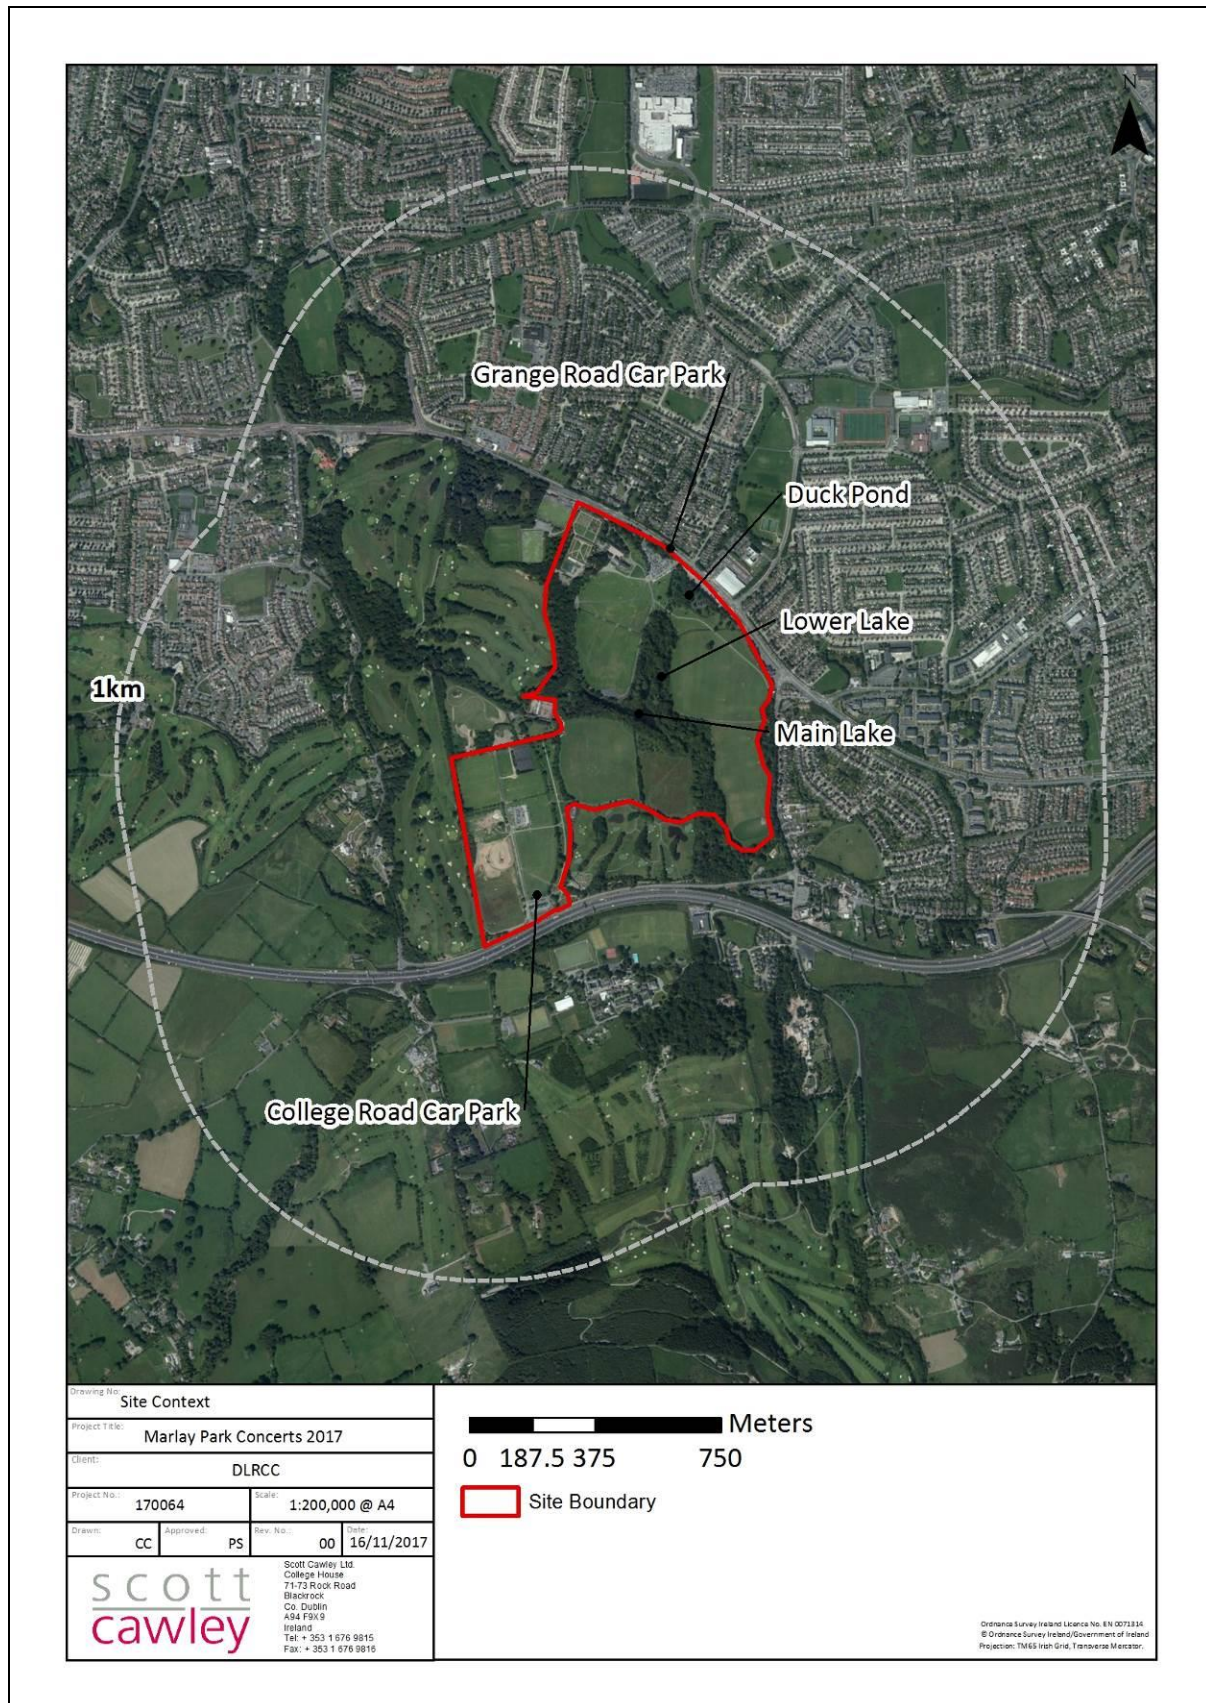 N
Grange Road Car Park
Duck Pond
Lower Lake
1km
Main Lake
College Road Car Park
Drawing No: Site Context
Project Title: Marlay Park Concerts 2017
Client: DLRCC
Project No.: 170064 Scale: 1:200,000 @ A4
Drawn: CC Approved: PS Rev. No.: 00 Date: 16/11/2017
scott
cawley
Scott Cawley Ltd.
College House
71-73 Rock Road
Blackrock
Co. Dublin
A94 F9X9
Ireland
Tel: + 353 1 676 9815
Fax: + 353 1 676 9816
Meters
0 187.5 375 750
Site Boundary
Ordnance Survey Ireland Licence No. EN 0071314
© Ordnance Survey Ireland/Government of Ireland
Projection: TM65 Irish Grid, Transverse Mercator.